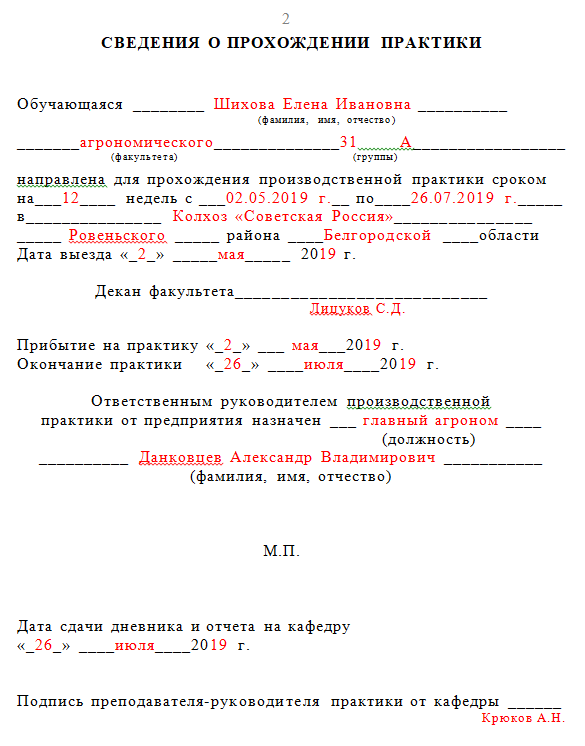 2
СВЕДЕНИЯ О ПРОХОЖДЕНИИ ПРАКТИКИ
Обучающаяся ________ Шихова Елена Ивановна __________
(фамилия, имя, отчество)
_______агрономического______________31_____А_________________
(факультета) (группы)
направлена для прохождения производственной практики сроком
на___12____ недель с ___02.05.2019 г.__ по____26.07.2019 г._____
в_______________ Колхоз «Советская Россия»_______________
_____ Ровеньского _____ района ____Белгородской ____области
Дата выезда «_2_» _____мая_____ 2019 г.
Декан факультета____________________________
Лицуков С.Д.
Прибытие на практику «_2_» ___ мая___2019 г.
Окончание практики «_26_» ____июля____2019 г.
Ответственным руководителем производственной
практики от предприятия назначен ___ главный агроном ____
(должность)
__________ Данковцев Александр Владимирович ___________
(фамилия, имя, отчество)
М.П.
Дата сдачи дневника и отчета на кафедру
«_26_» ____июля____2019 г.
Подпись преподавателя-руководителя практики от кафедры ______
Крюков А.Н.